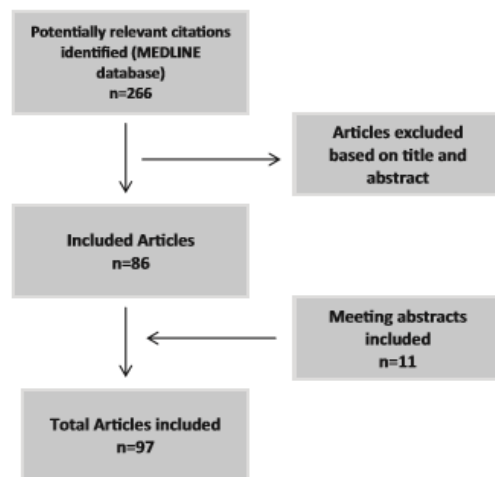 Potentially relevant citations
identified (MEDLINE
database)
n=266
Articles excluded
based on title and
abstract
Included Articles
n=86
Meeting abstracts
included
n=11
Total Articles included
n=97